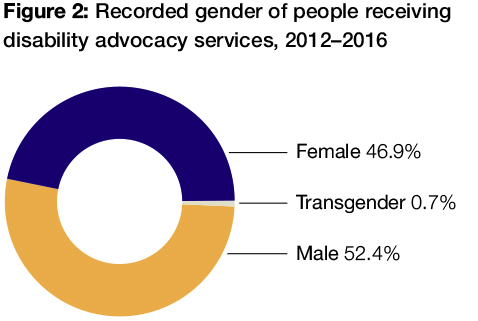 Figure 2: Recorded gender of people receiving
disability advocacy services, 2012–2016
Female 46.9%
Transgender 0.7%
Male 52.4%